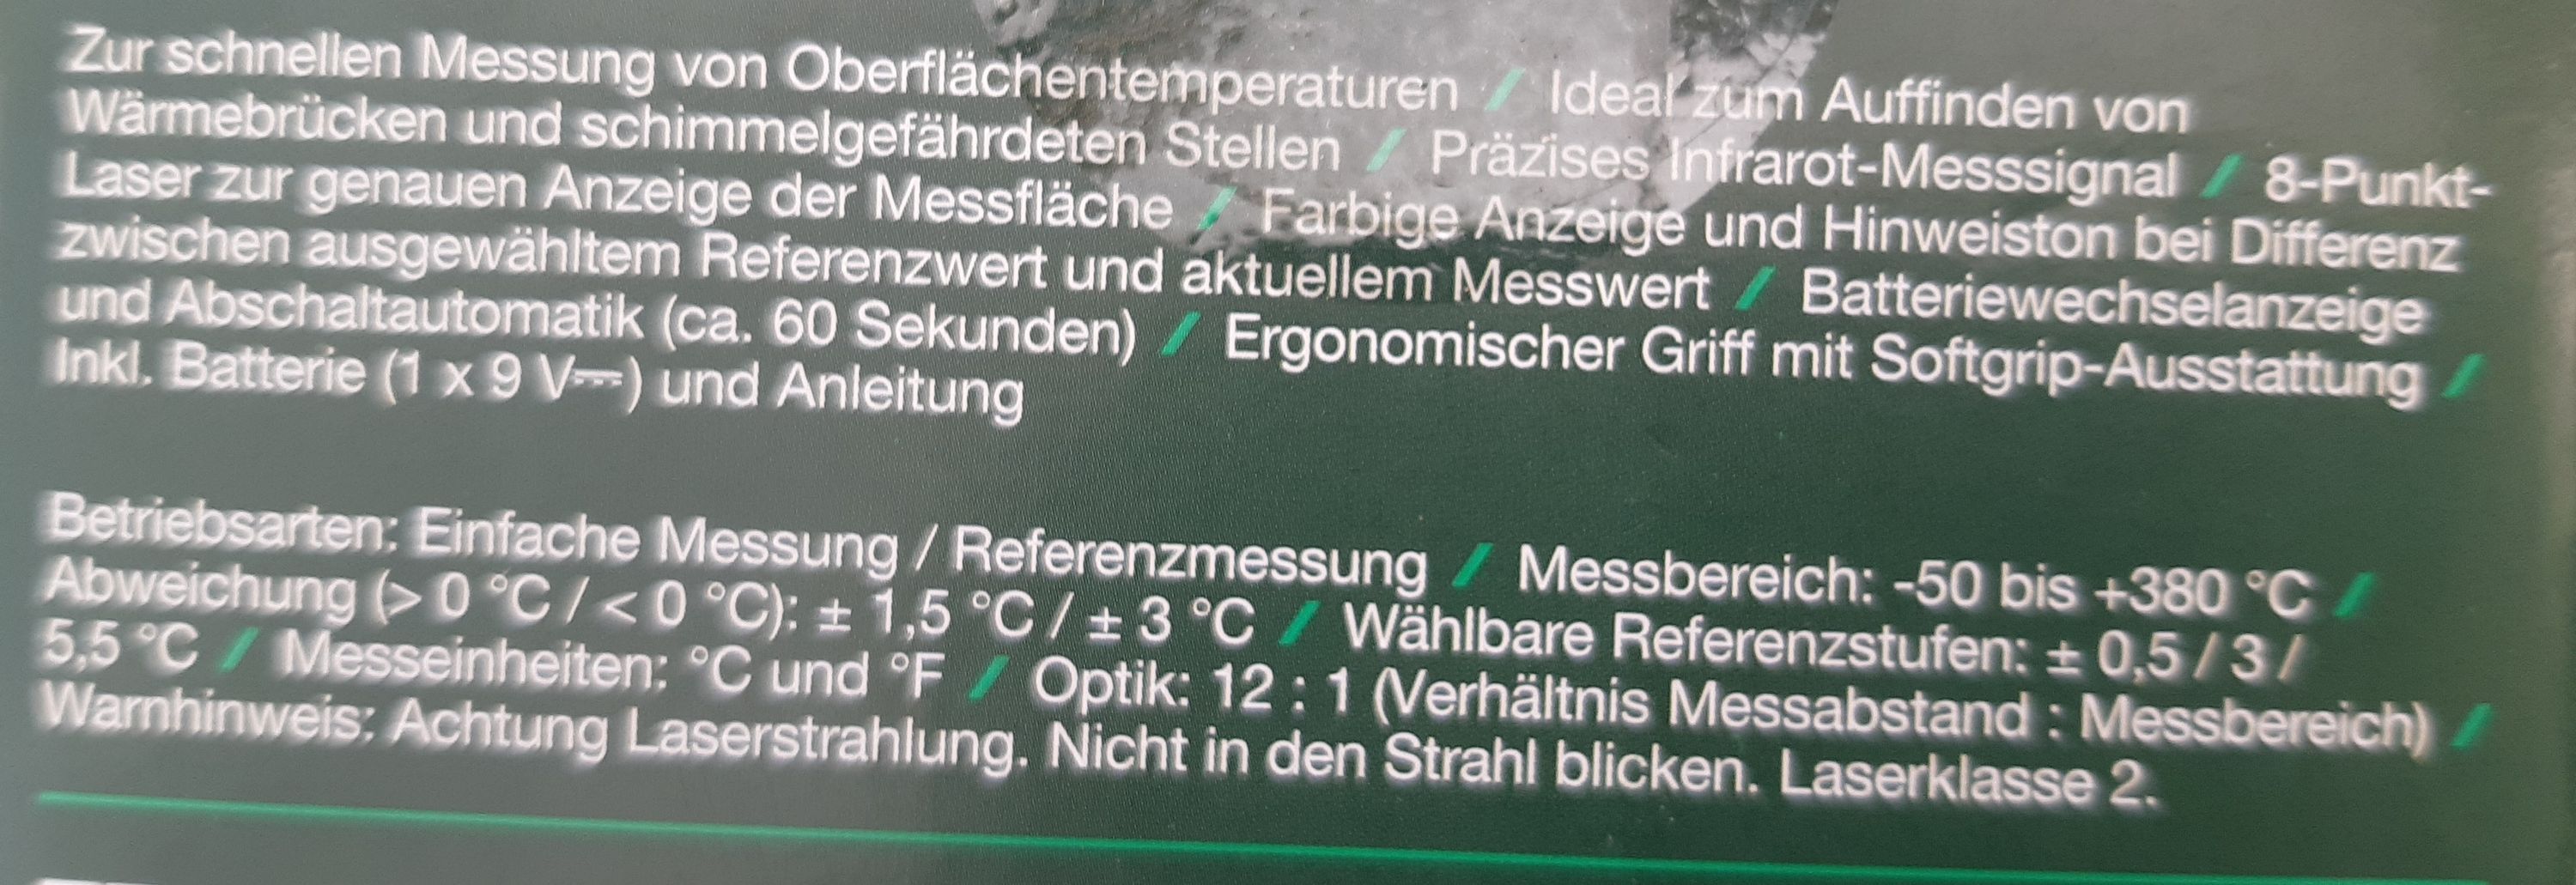 Zur schnellen Messung von Oberflächentemperaturen / Ideal zum Auffinden von
Wärmebrücken und schimmelgefährdeten Stellen / Präzises Infrarot-Messsignal / 8-Punkt-
Laser zur genauen Anzeige der Messfläche / Farbige Anzeige und Hinweiston bei Differenz
zwischen ausgewähltem Referenzwert und aktuellem Messwert / Batteriewechselanzeige
und Abschaltautomatik (ca. 60 Sekunden) / Ergonomischer Griff mit Softgrip-Ausstattung /
Inkl. Batterie (1 x 9 V⎓) und Anleitung
Betriebsarten: Einfache Messung / Referenzmessung / Messbereich: -50 bis +380 °C /
Abweichung (> 0 °C / < 0 °C): ± 1,5 °C / ± 3 °C / Wählbare Referenzstufen: ± 0,5 / 3 /
5,5 °C / Messeinheiten: °C und °F / Optik: 12 : 1 (Verhältnis Messabstand : Messbereich) /
Warnhinweis: Achtung Laserstrahlung. Nicht in den Strahl blicken. Laserklasse 2.